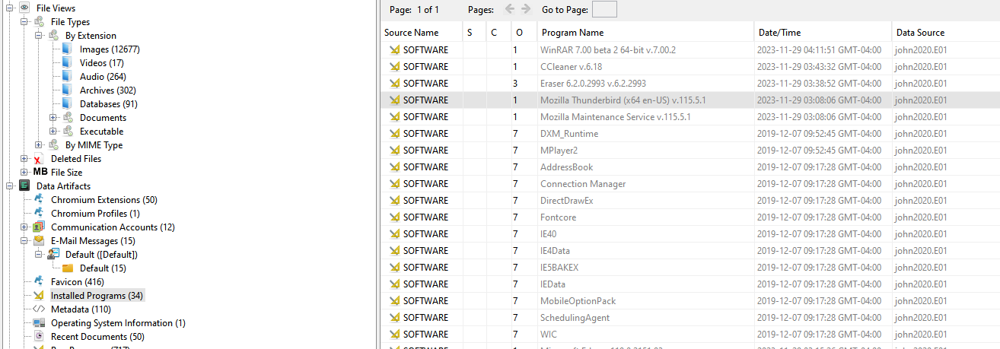 File Views
File Types
By Extension
Images (12677)
Videos (17)
Audio (264)
Archives (302)
Databases (91)
Documents
Executable
By MIME Type
Deleted Files
MB File Size
Data Artifacts
Chromium Extensions (50)
Chromium Profiles (1)
Communication Accounts (12)
E-Mail Messages (15)
Default ([Default])
Default (15)
Favicon (416)
Installed Programs (34)
Metadata (110)
Operating System Information (1)
Recent Documents (50)
Page: 1 of 1 Pages: Go to Page:
Source Name S C O Program Name Date/Time Data Source
SOFTWARE 1 WinRAR 7.00 beta 2 64-bit v.7.00.2 2023-11-29 04:11:51 GMT-04:00 john2020.E01
SOFTWARE 1 CCleaner v.6.18 2023-11-29 03:43:32 GMT-04:00 john2020.E01
SOFTWARE 3 Eraser 6.2.0.2993 v.6.2.2993 2023-11-29 03:38:52 GMT-04:00 john2020.E01
SOFTWARE 1 Mozilla Thunderbird (x64 en-US) v.115.5.1 2023-11-29 03:08:06 GMT-04:00 john2020.E01
SOFTWARE 1 Mozilla Maintenance Service v.115.5.1 2023-11-29 03:08:06 GMT-04:00 john2020.E01
SOFTWARE 7 DXM_Runtime 2019-12-07 09:52:45 GMT-04:00 john2020.E01
SOFTWARE 7 MPlayer2 2019-12-07 09:52:45 GMT-04:00 john2020.E01
SOFTWARE 7 AddressBook 2019-12-07 09:17:28 GMT-04:00 john2020.E01
SOFTWARE 7 Connection Manager 2019-12-07 09:17:28 GMT-04:00 john2020.E01
SOFTWARE 7 DirectDrawEx 2019-12-07 09:17:28 GMT-04:00 john2020.E01
SOFTWARE 7 Fontcore 2019-12-07 09:17:28 GMT-04:00 john2020.E01
SOFTWARE 7 IE40 2019-12-07 09:17:28 GMT-04:00 john2020.E01
SOFTWARE 7 IE4Data 2019-12-07 09:17:28 GMT-04:00 john2020.E01
SOFTWARE 7 IE5BAKEX 2019-12-07 09:17:28 GMT-04:00 john2020.E01
SOFTWARE 7 IEData 2019-12-07 09:17:28 GMT-04:00 john2020.E01
SOFTWARE 7 MobileOptionPack 2019-12-07 09:17:28 GMT-04:00 john2020.E01
SOFTWARE 7 SchedulingAgent 2019-12-07 09:17:28 GMT-04:00 john2020.E01
SOFTWARE 7 WIC 2019-12-07 09:17:28 GMT-04:00 john2020.E01